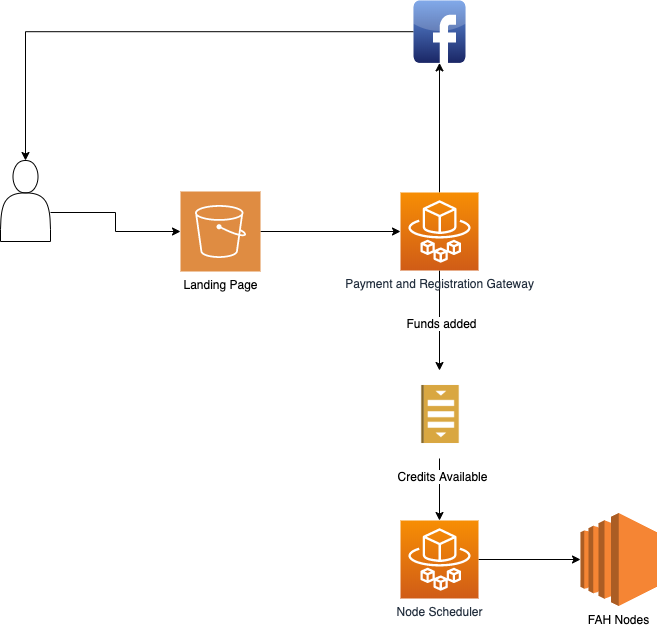 f
Landing Page
Payment and Registration Gateway
Funds added
Credits Available
Node Scheduler
FAH Nodes